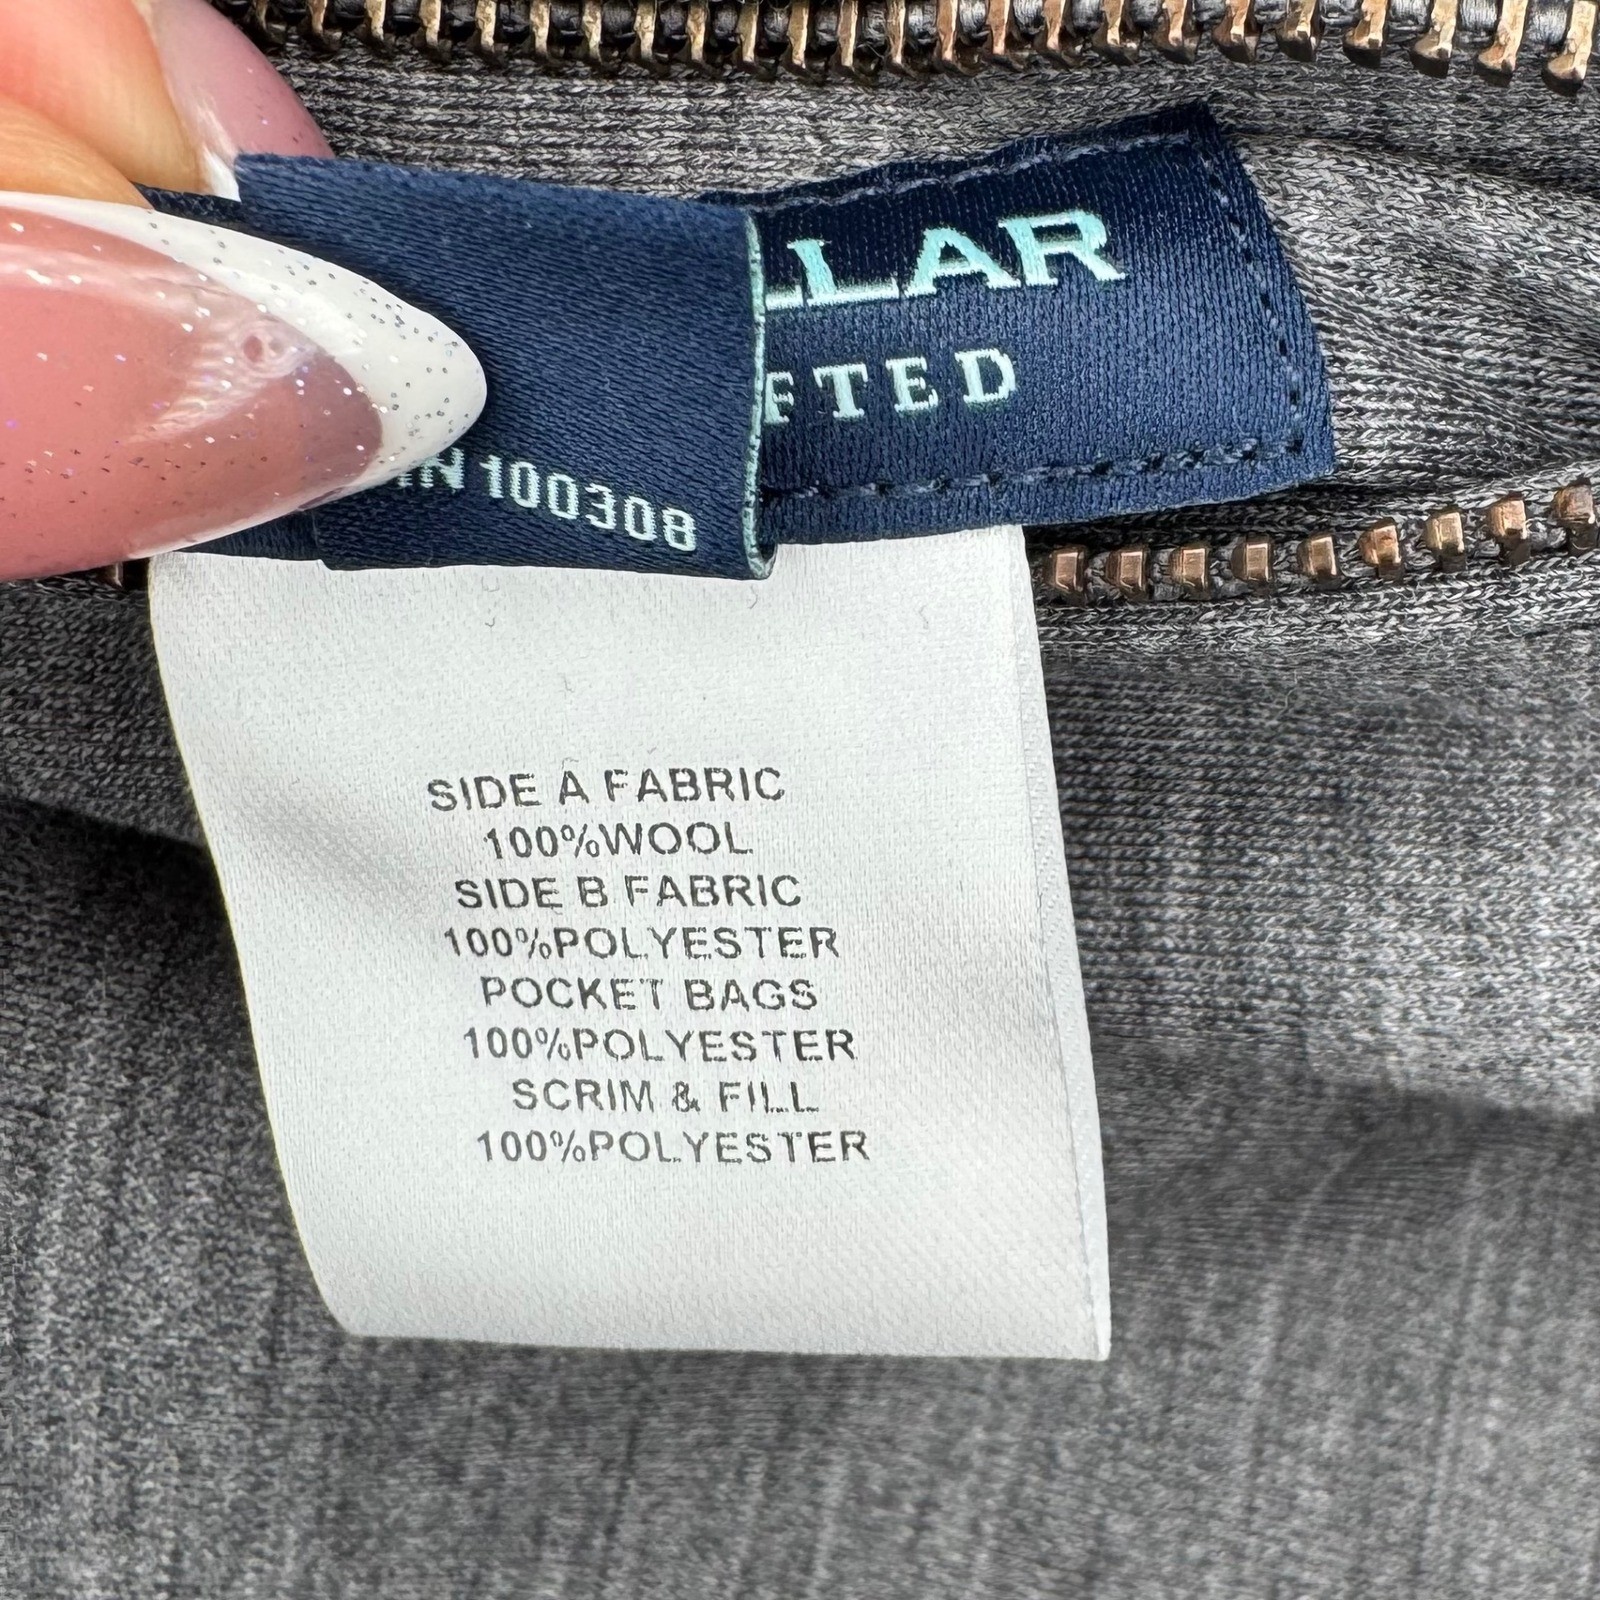 LLAR
FTED
RN 100308
SIDE A FABRIC
100%WOOL
SIDE B FABRIC
100%POLYESTER
POCKET BAGS
100%POLYESTER
SCRIM & FILL
100%POLYESTER